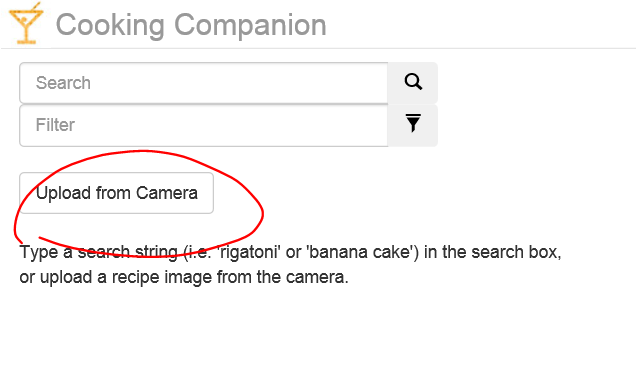 Cooking Companion
Search
Filter
Upload from Camera
Type a search string (i.e. 'rigatoni' or 'banana cake') in the search box,
or upload a recipe image from the camera.